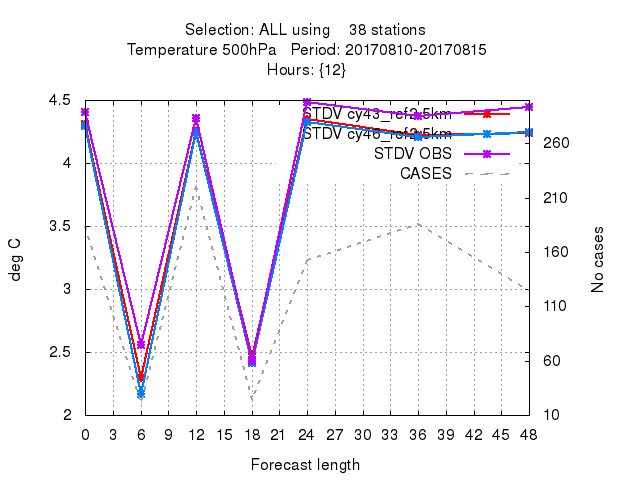 Selection: ALL using 38 stations
Temperature 500hPa Period: 20170810-20170815
Hours: {12}
4.5
4
3.5
3
2.5
2
STDV cy43_ref2.5km
STDV cy46_ref2.5km
STDV OBS
CASES
260
210
160
110
60
10
deg C
No cases
0 3 6 9 12 15 18 21 24 27 30 33 36 39 42 45 48
Forecast length